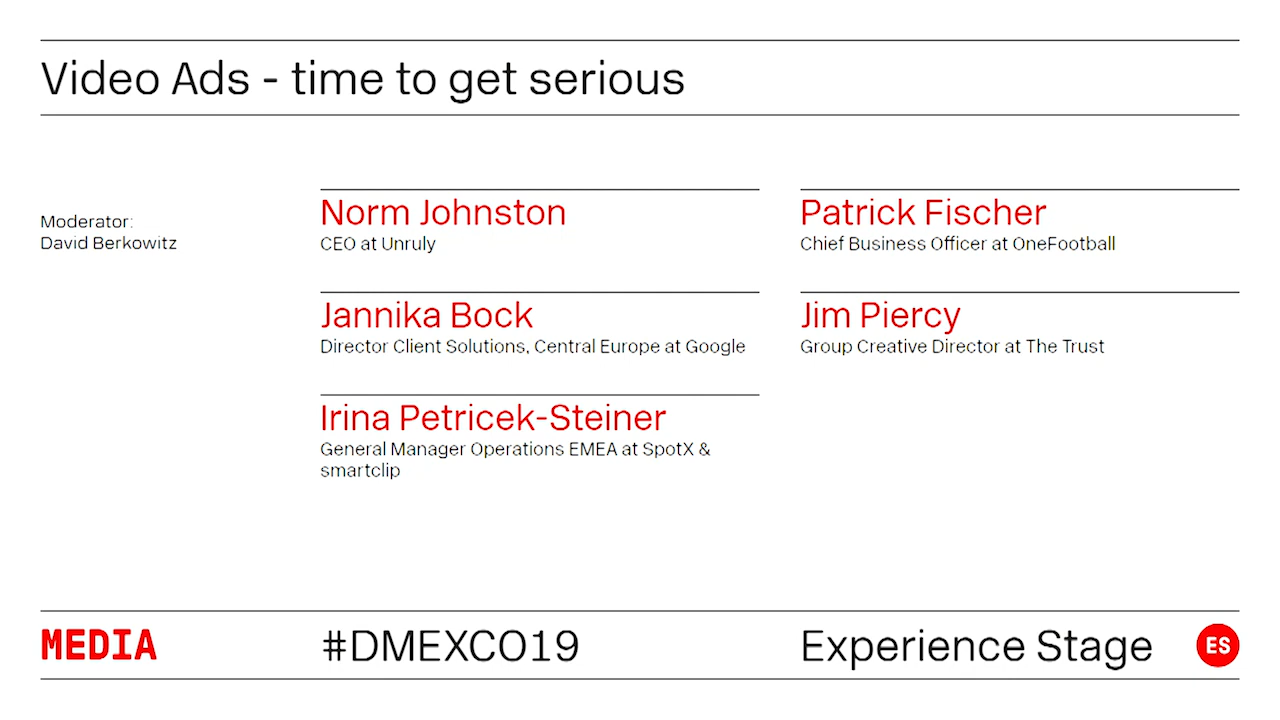 Video Ads - time to get serious
Moderator:
David Berkowitz
Norm Johnston
CEO at Unruly
Patrick Fischer
Chief Business Officer at OneFootball
Jannika Bock
Director Client Solutions, Central Europe at Google
Jim Piercy
Group Creative Director at The Trust
Irina Petricek-Steiner
General Manager Operations EMEA at SpotX &
smartclip
MEDIA
#DMEXCO19
Experience Stage
ES